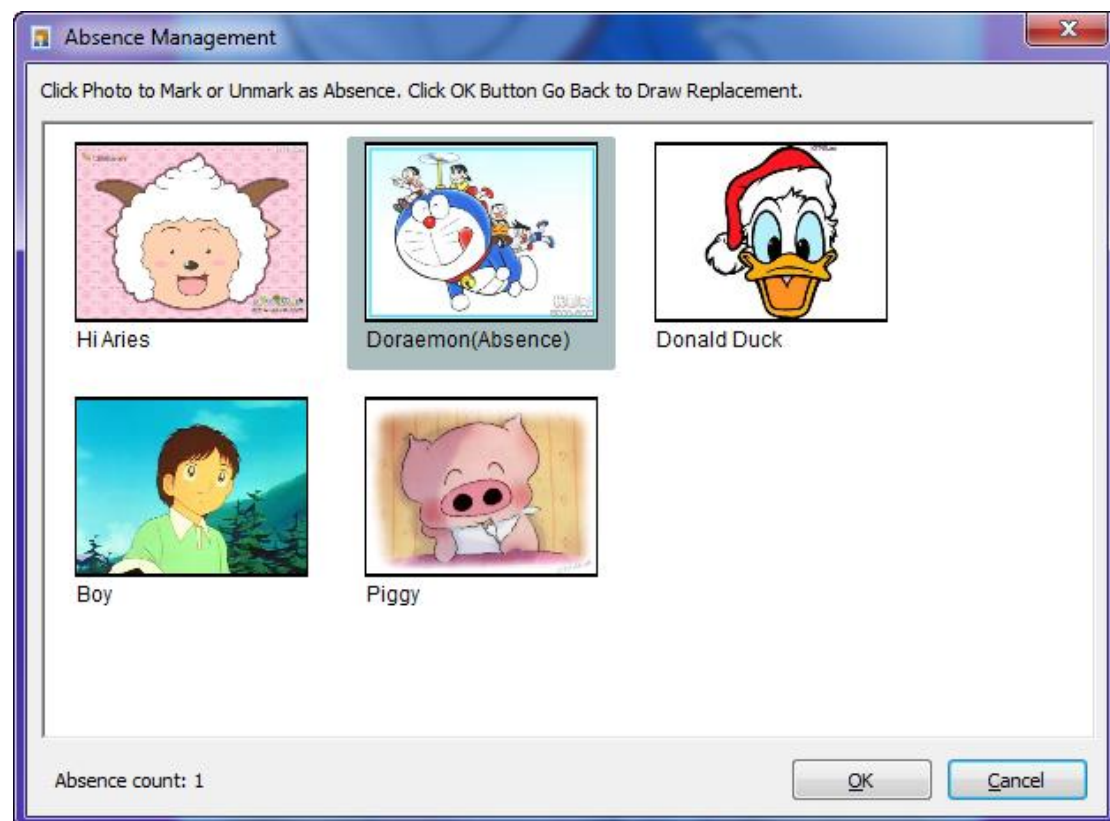 Absence Management
Click Photo to Mark or Unmark as Absence. Click OK Button Go Back to Draw Replacement.
Hi Aries
Doraemon(Absence)
Donald Duck
Boy
Piggy
Absence count: 1
OK
Cancel